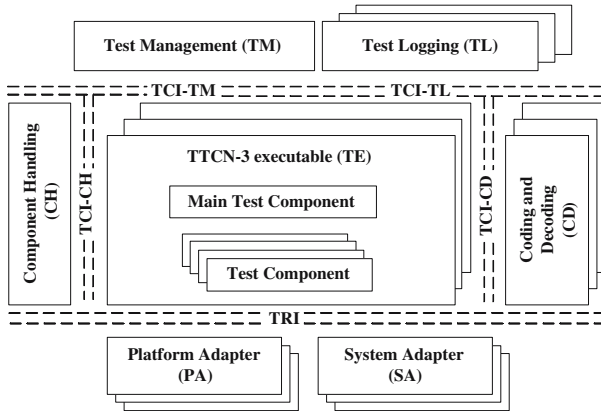 Test Management (TM)
Test Logging (TL)
TCI-TM
TCI-TL
Component Handling
(CH)
TCI-CH
TTCN-3 executable (TE)
Main Test Component
Test Component
TCI-CD
Coding and
Decoding
(CD)
TRI
Platform Adapter
(PA)
System Adapter
(SA)